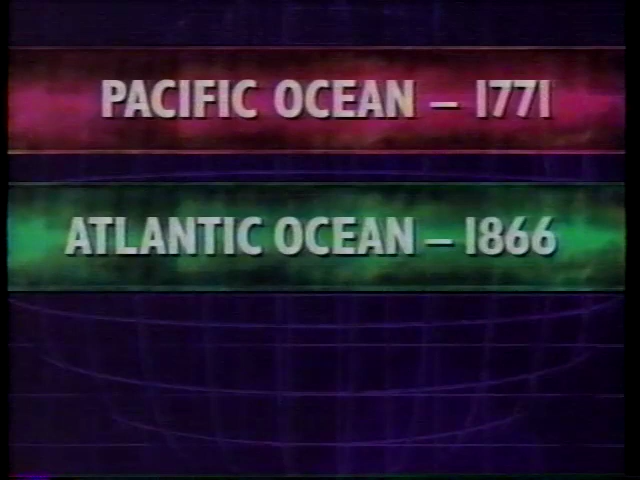 PACIFIC OCEAN – 1771
ATLANTIC OCEAN – 1866